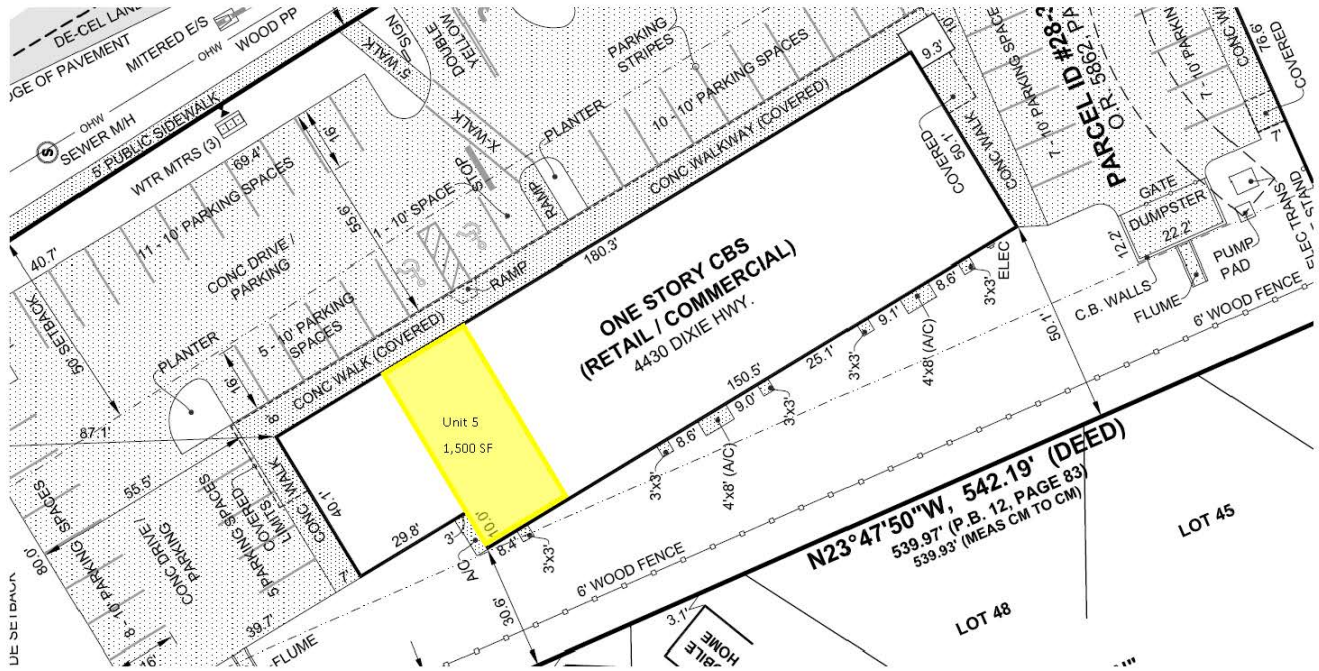 DE-CEL LANE
GE OF PAVEMENT
MITERED E/S
OHW
WOOD PP
OHW
SEWER M/H
S
5' PUBLIC SIDEWALK
WTR MTRS (3)
69.4'
16'
11 - 10' PARKING SPACES
55.6'
40.7'
50' SETBACK
CONC DRIVE /
PARKING
5' WALK
SIGN
DOUBLE
YELLOW
X-WALK
STOP
RAMP
PLANTER
PARKING
STRIPES
10 - 10' PARKING SPACES
1 - 10' SPACE
RAMP
CONC WALKWAY (COVERED)
180.3'
9.3'
10'
COVERED
50.1'
CONC WALK
7 - 10' PARKING SPACES
PARCEL ID #28-3
O.R. 5862, PA
7 - 10' PARKING SPACES
CONC W
76.6'
COVERED
7'
GATE
DUMPSTER
22.2'
12.2'
C.B. WALLS
FLUME
PUMP
PAD
ELEC TRANS
STAND
6' WOOD FENCE
ONE STORY CBS
(RETAIL / COMMERCIAL)
4430 DIXIE HWY.
ELEC
3'x3'
8.6'
4'x8' (A/C)
9.1'
3'x3'
25.1'
50.1'
150.5'
9.0'
3'x3'
4'x8' (A/C)
8.6'
3'x3'
PLANTER
16'
5 - 10' PARKING
SPACES
CONC WALK (COVERED)
8'
87.1'
Unit 5
1,500 SF
CONC WALK
40.1'
29.8'
7'
3'
10.0'
A/C
8.4'
3'x3'
30.6'
55.5'
COVERED
LIMITS
5 PARKING SPACES
CONC DRIVE /
PARKING
8 - 10' PARKING
SPACES
80.0'
16'
39.7'
FLUME
DE SETBACK
6' WOOD FENCE
3.1'
BILE
HOME
N23°47'50"W, 542.19' (DEED)
539.97' (P.B. 12, PAGE 83)
539.93' (MEAS CM TO CM)
LOT 45
LOT 48